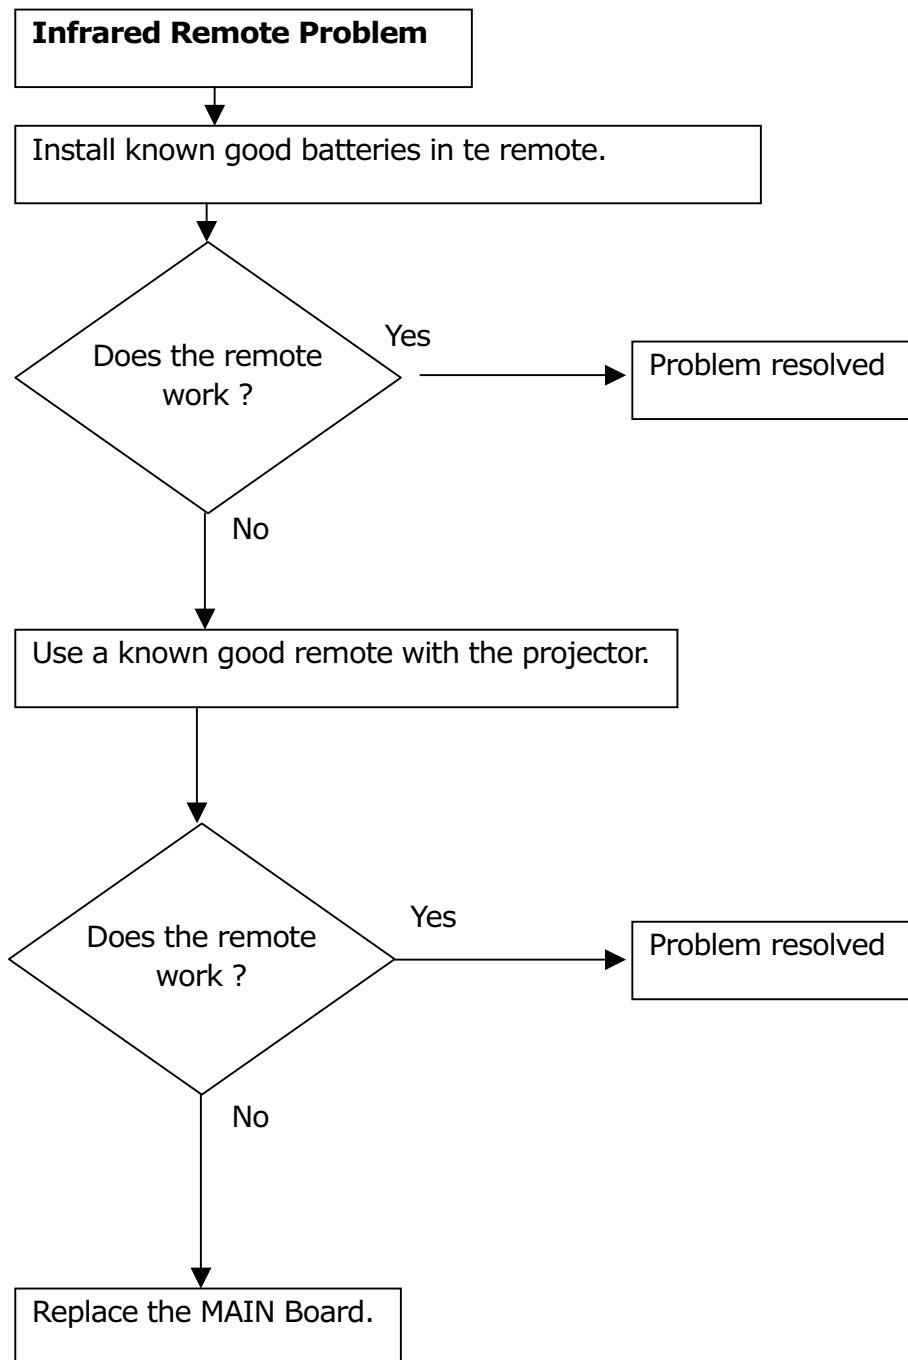 Infrared Remote Problem
Install known good batteries in te remote.
Does the remote
work ?
Yes
Problem resolved
No
Use a known good remote with the projector.
Does the remote
work ?
Yes
Problem resolved
No
Replace the MAIN Board.